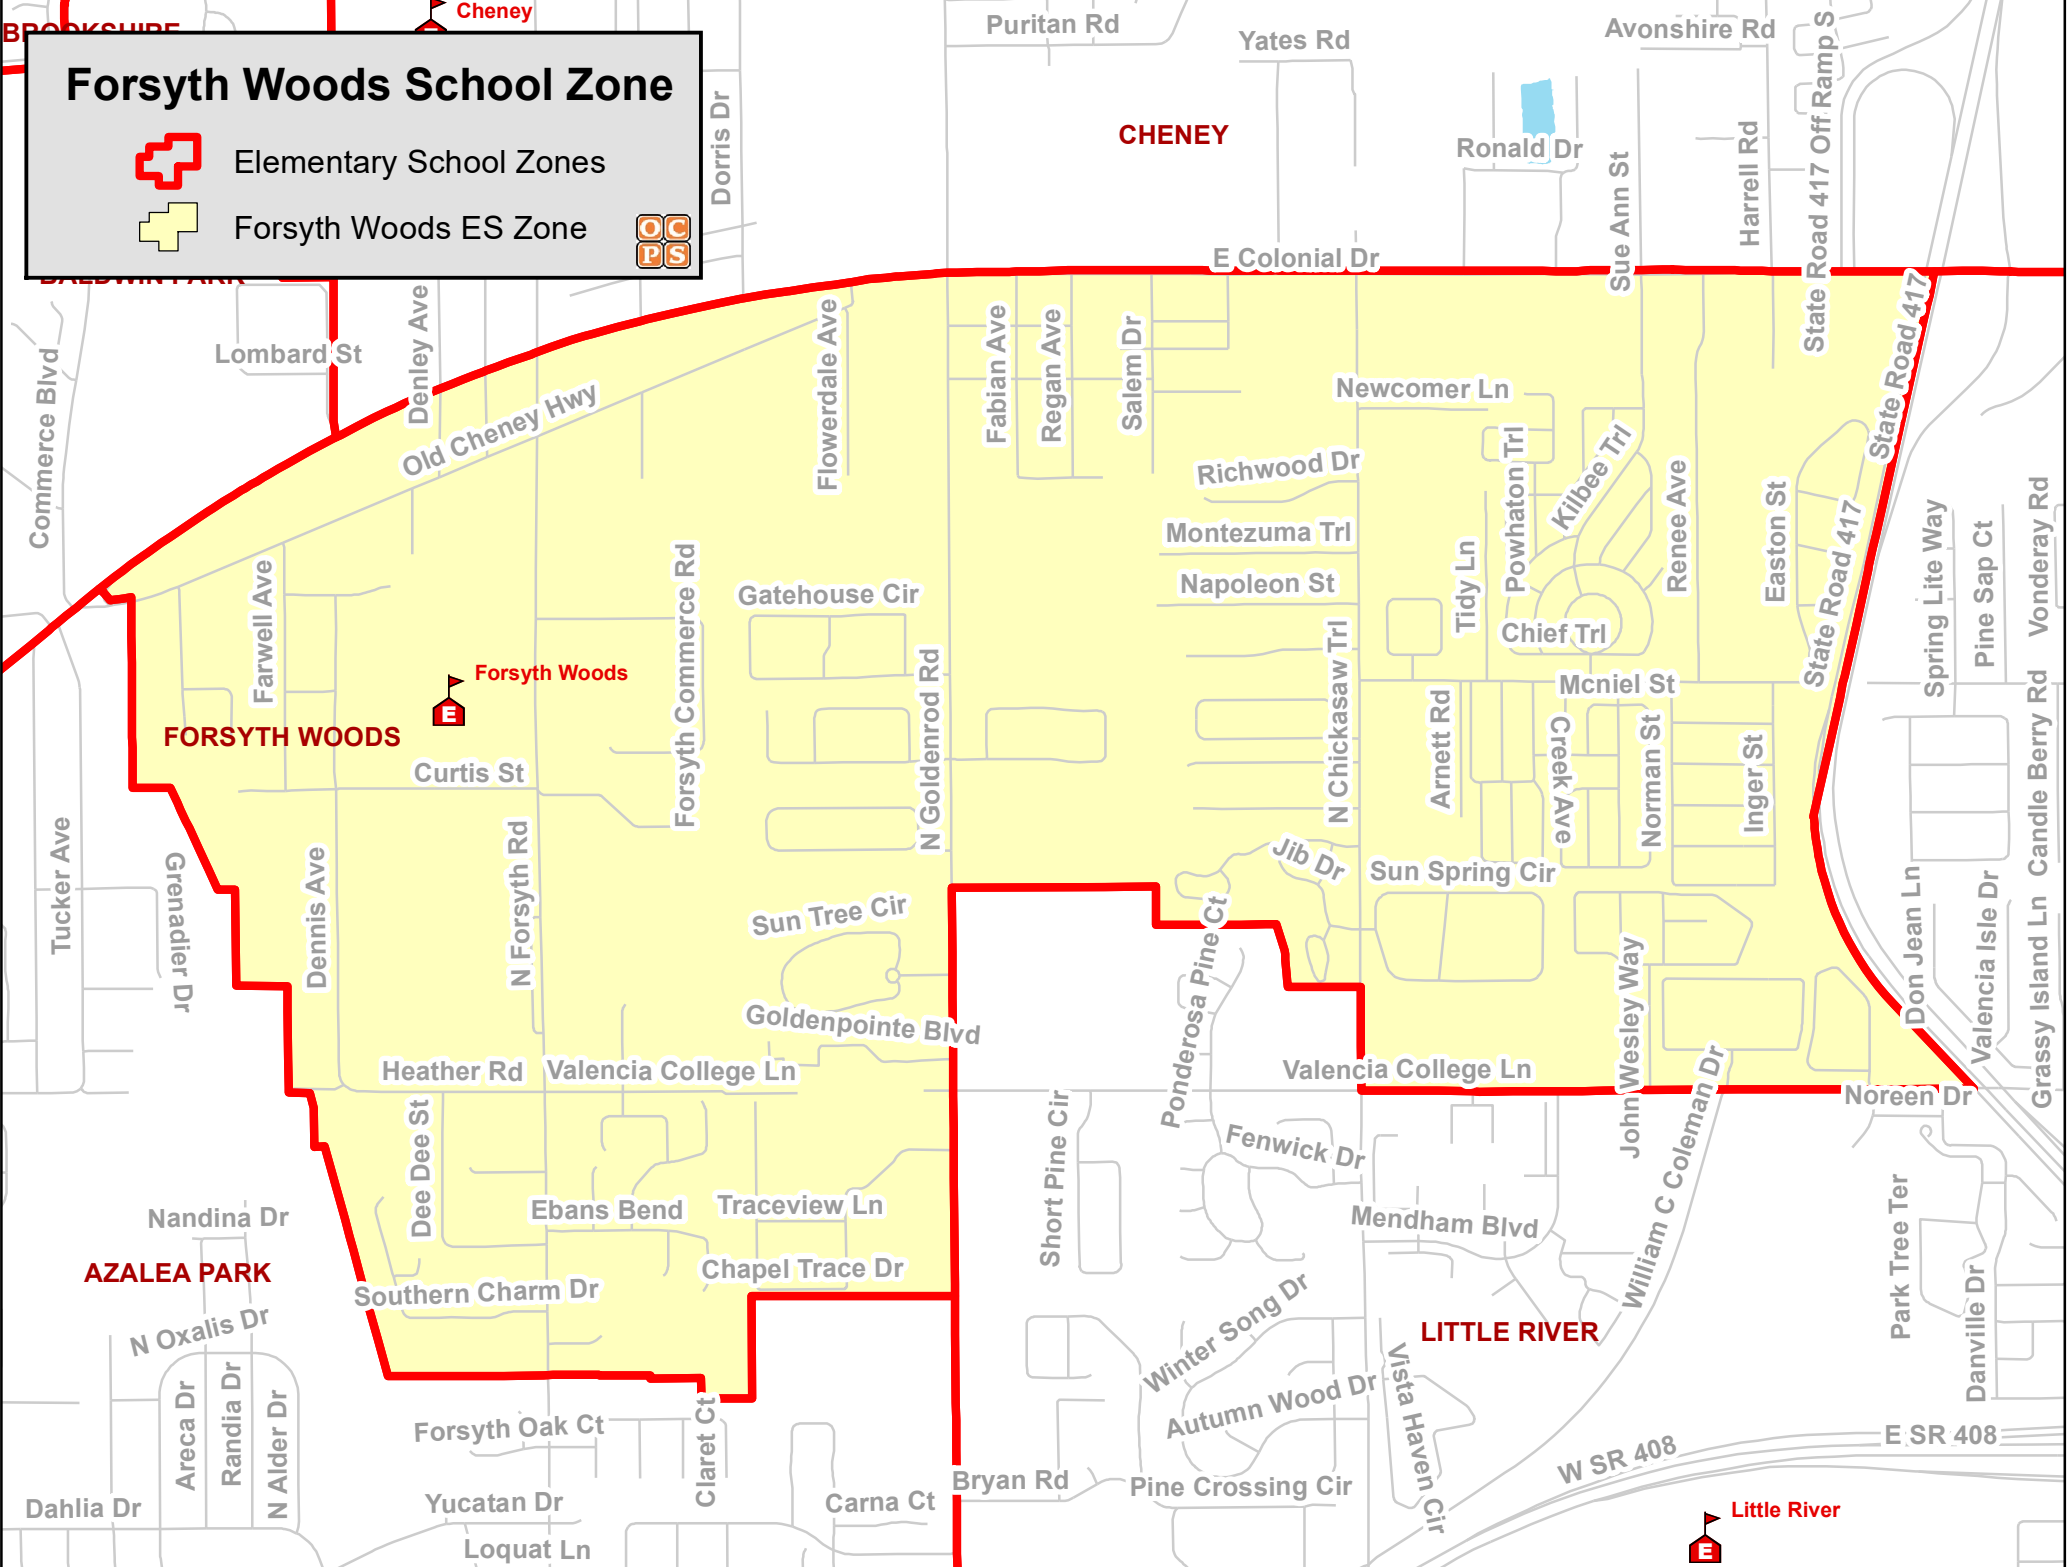 Cheney
BROOKSHIRE
Forsyth Woods School Zone
Elementary School Zones
Forsyth Woods ES Zone
O C
P S
BALDWIN PARK
Puritan Rd
Yates Rd
Avonshire Rd
State Road 417 Off Ramp S
Dorris Dr
CHENEY
Ronald Dr
Sue Ann St
Harrell Rd
State Road 417 Off Ramp S
E Colonial Dr
State Road 417
Commerce Blvd
Lombard St
Denley Ave
Old Cheney Hwy
Flowerdale Ave
Fabian Ave
Regan Ave
Salem Dr
Newcomer Ln
Richwood Dr
Powhaton Trl
Kilbee Trl
Renee Ave
Easton St
State Road 417
Spring Lite Way
Pine Sap Ct
Vonderay Rd
Montezuma Trl
Napoleon St
Tidy Ln
Chief Trl
Farwell Ave
Forsyth Commerce Rd
Gatehouse Cir
Forsyth Woods
E
FORSYTH WOODS
Curtis St
N Goldenrod Rd
N Chickasaw Trl
Mcniel St
Arnett Rd
Creek Ave
Norman St
Inger St
Candle Berry Rd
Tucker Ave
Grenadier Dr
Dennis Ave
N Forsyth Rd
Sun Tree Cir
Jib Dr
Sun Spring Cir
Ponderosa Pine Ct
John Wesley Way
Don Jean Ln
Valencia Isle Dr
Grassy Island Ln
Goldenpointe Blvd
Heather Rd
Valencia College Ln
Valencia College Ln
Noreen Dr
Dee Dee St
Short Pine Cir
Fenwick Dr
William C Coleman Dr
Nandina Dr
Ebans Bend
Traceview Ln
Mendham Blvd
Park Tree Ter
AZALEA PARK
Southern Charm Dr
Chapel Trace Dr
N Oxalis Dr
Winter Song Dr
LITTLE RIVER
Danville Dr
Areca Dr
Randia Dr
N Alder Dr
Forsyth Oak Ct
Claret Ct
Autumn Wood Dr
Vista Haven Cir
W SR 408
E SR 408
Dahlia Dr
Yucatan Dr
Carna Ct
Bryan Rd
Pine Crossing Cir
Little River
E
Loquat Ln